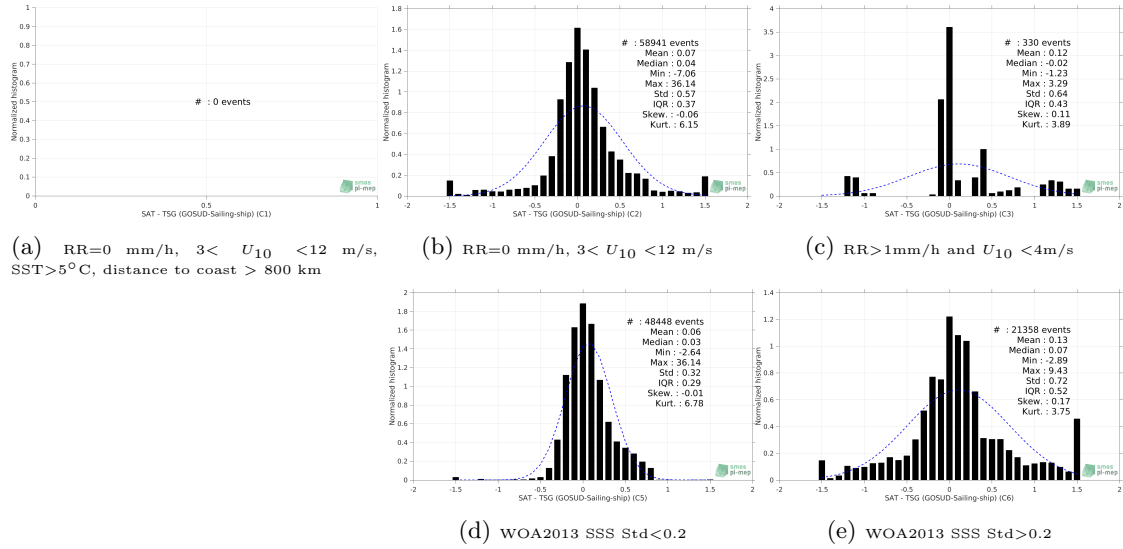 1
0.9
0.8
0.7
0.6
0.5
0.4
0.3
0.2
0.1
0
Normalized histogram
# : 0 events
0 0.5 1
SAT - TSG (GOSUD-Sailing-ship) (C1)
smos
pi-mep
(a) RR=0 mm/h, 3< U10 <12 m/s,
SST>5°C, distance to coast > 800 km
1.8
1.6
1.4
1.2
1
0.8
0.6
0.4
0.2
0
Normalized histogram
# : 58941 events
Mean : 0.07
Median : 0.04
Min : -7.06
Max : 36.14
Std : 0.57
IQR : 0.37
Skew. : -0.06
Kurt. : 6.15
-2 -1.5 -1 -0.5 0 0.5 1 1.5 2
SAT - TSG (GOSUD-Sailing-ship) (C2)
smos
pi-mep
(b) RR=0 mm/h, 3< U10 <12 m/s
4
3.5
3
2.5
2
1.5
1
0.5
0
Normalized histogram
# : 330 events
Mean : 0.12
Median : -0.02
Min : -1.23
Max : 3.29
Std : 0.64
IQR : 0.43
Skew. : 0.11
Kurt. : 3.89
-2 -1.5 -1 -0.5 0 0.5 1 1.5 2
SAT - TSG (GOSUD-Sailing-ship) (C3)
smos
pi-mep
(c) RR>1mm/h and U10 <4m/s
2
1.8
1.6
1.4
1.2
1
0.8
0.6
0.4
0.2
0
Normalized histogram
# : 48448 events
Mean : 0.06
Median : 0.03
Min : -2.64
Max : 36.14
Std : 0.32
IQR : 0.29
Skew. : -0.01
Kurt. : 6.78
-2 -1.5 -1 -0.5 0 0.5 1 1.5 2
SAT - TSG (GOSUD-Sailing-ship) (C5)
smos
pi-mep
(d) WOA2013 SSS Std<0.2
1.4
1.2
1
0.8
0.6
0.4
0.2
0
Normalized histogram
# : 21358 events
Mean : 0.13
Median : 0.07
Min : -2.89
Max : 9.43
Std : 0.72
IQR : 0.52
Skew. : 0.17
Kurt. : 3.75
-2 -1.5 -1 -0.5 0 0.5 1 1.5 2
SAT - TSG (GOSUD-Sailing-ship) (C6)
smos
pi-mep
(e) WOA2013 SSS Std>0.2